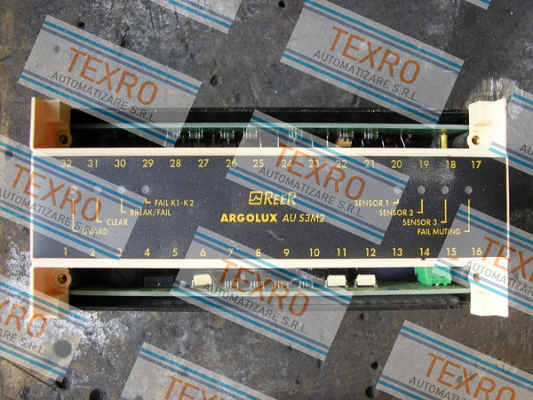 TEXRO
AUTOMATIZARE S.R.L.
TEXRO
AUTOMATIZARE S.R.L.
32 31 30 29 28 27 26 25 24 23 22 21 20 19 18 17
REER
FAIL K1-K2
BREAK/FAIL
CLEAR
GUARD
ARGOLUX AU S3M2
SENSOR 1
SENSOR 2
SENSOR 3
FAIL MUTING
1 2 3 4 5 6 7 8 9 10 11 12 13 14 15 16
TEXRO
AUTOMATIZARE S.R.L.
TEXRO
AUTOMATIZARE S.R.L.
TEXRO
AUTOMATIZARE S.R.L.